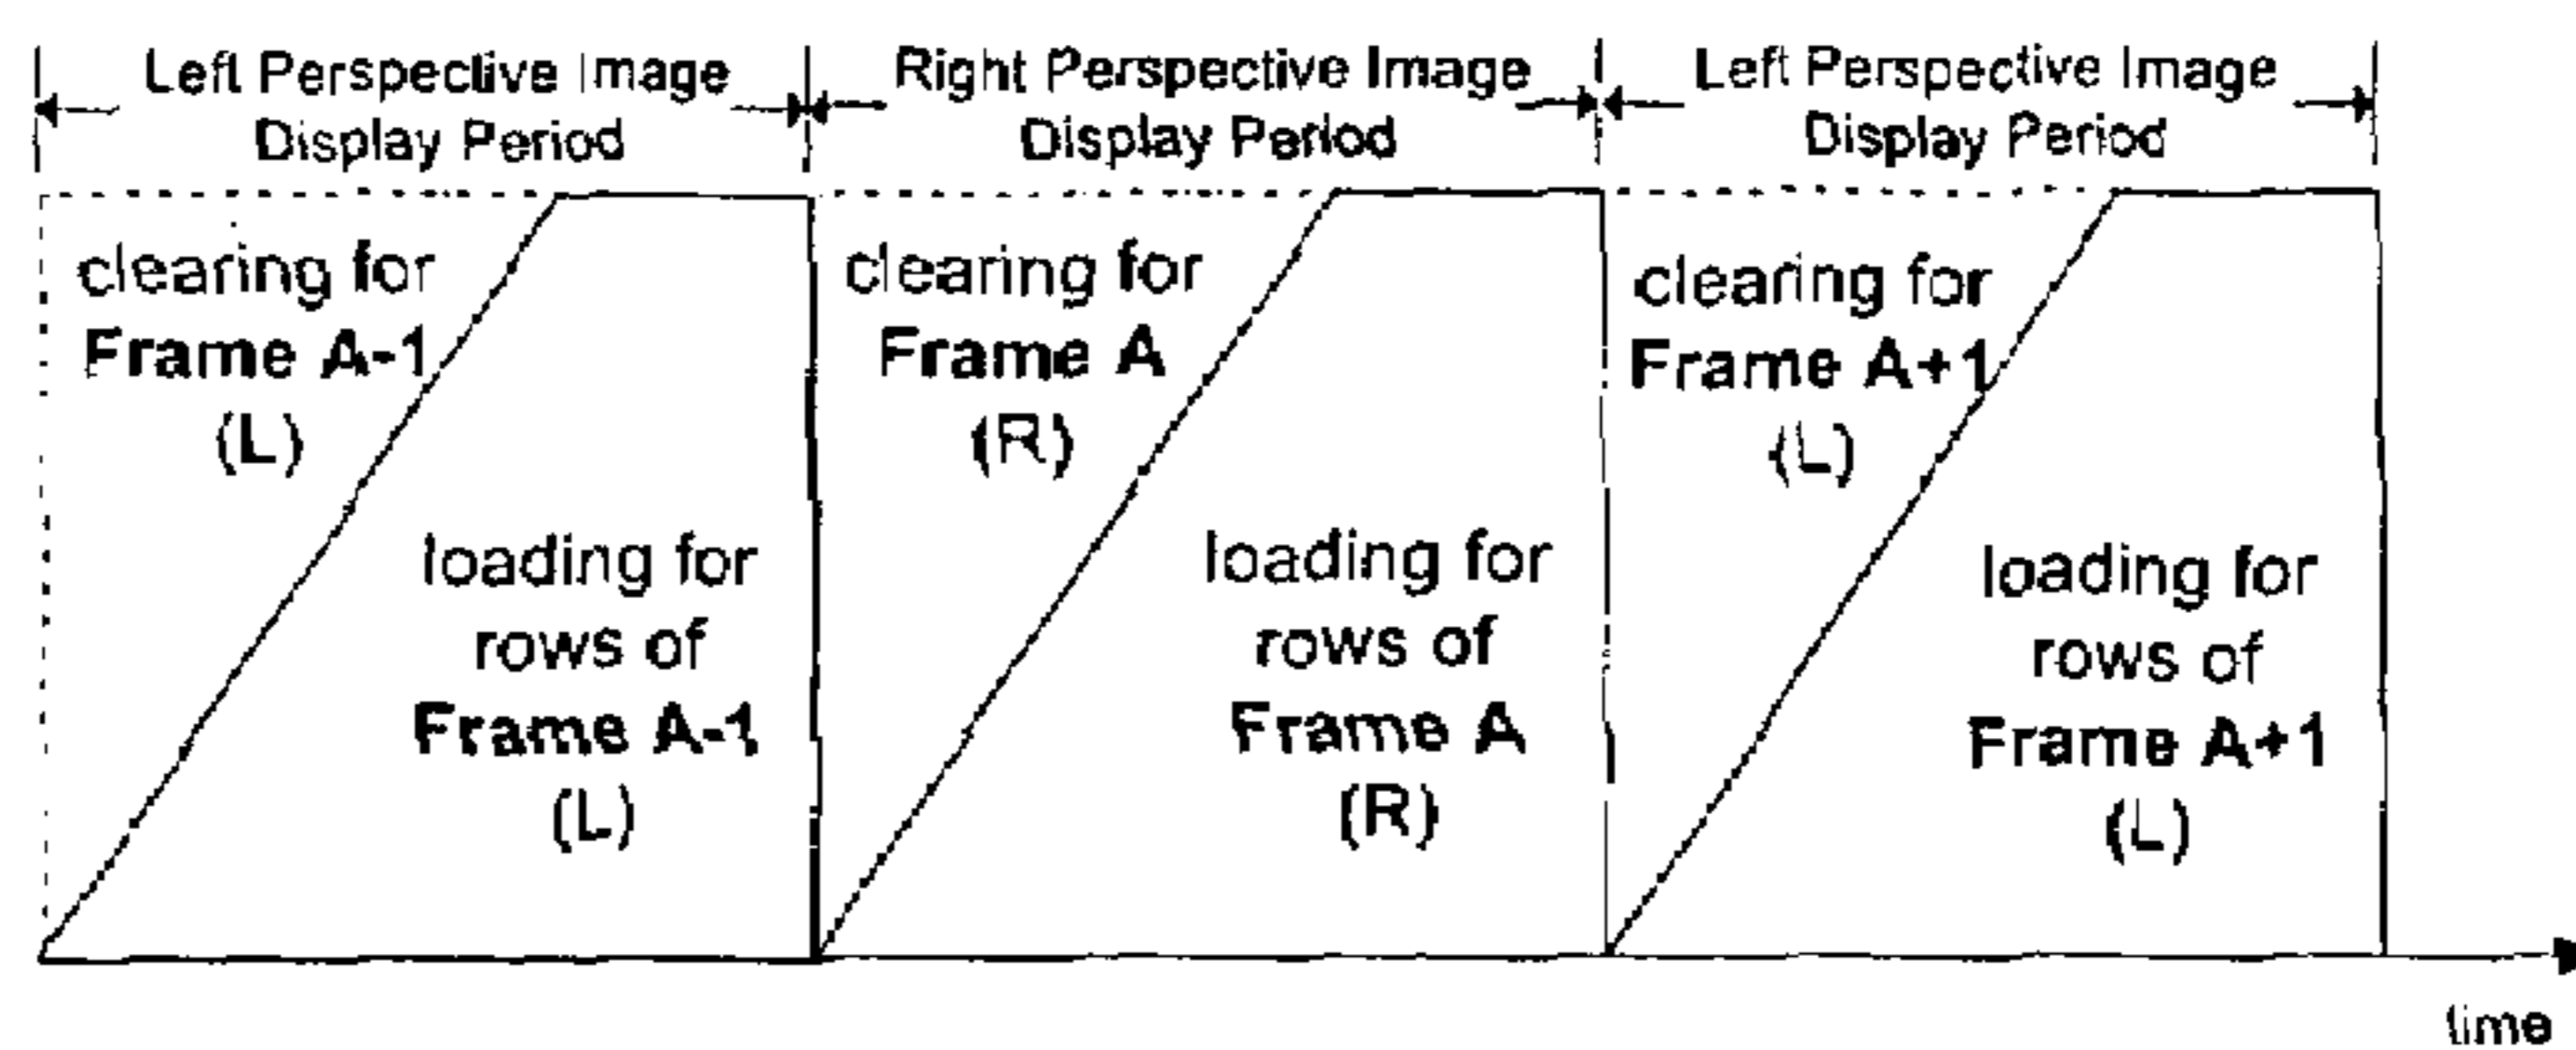 Left Perspective Image
Display Period
Right Perspective Image
Display Period
Left Perspective Image
Display Period
clearing for
Frame A-1
(L)
loading for
rows of
Frame A-1
(L)
clearing for
Frame A
(R)
loading for
rows of
Frame A
(R)
clearing for
Frame A+1
(L)
loading for
rows of
Frame A+1
(L)
time